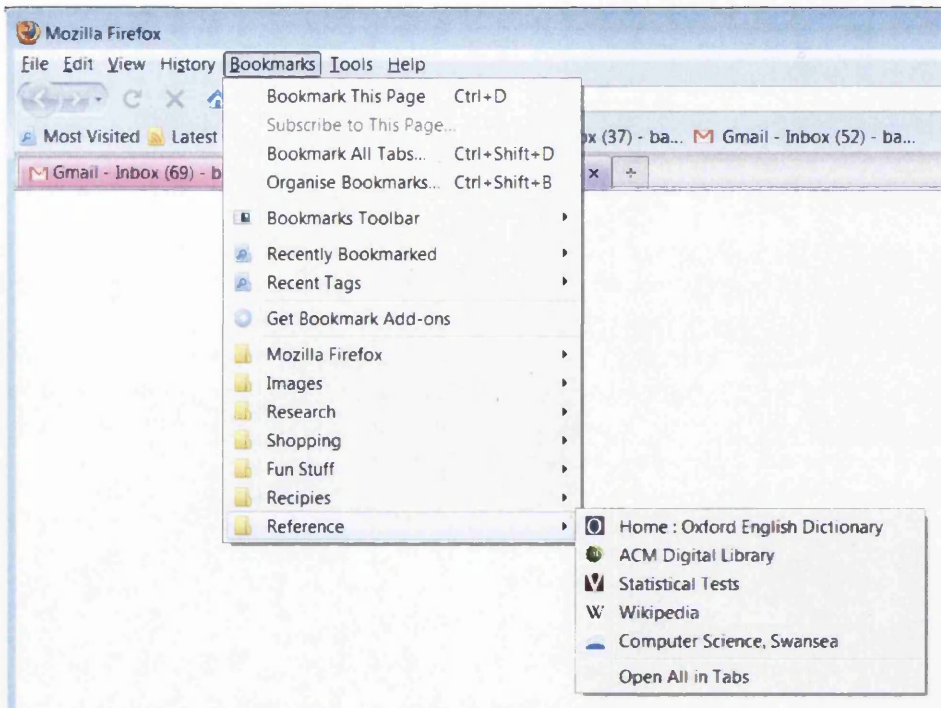 Mozilla Firefox
File Edit View History Bookmarks Tools Help
Bookmark This Page Ctrl+D
Subscribe to This Page...
Most Visited Latest ox (37) - ba... Gmail - Inbox (52) - ba...
Bookmark All Tabs... Ctrl+Shift+D
Gmail - Inbox (69) - b
Organise Bookmarks... Ctrl+Shift+B
Bookmarks Toolbar
Recently Bookmarked
Recent Tags
Get Bookmark Add-ons
Mozilla Firefox
Images
Research
Shopping
Fun Stuff
Recipies
Reference
Home : Oxford English Dictionary
ACM Digital Library
Statistical Tests
W Wikipedia
Computer Science, Swansea
Open All in Tabs